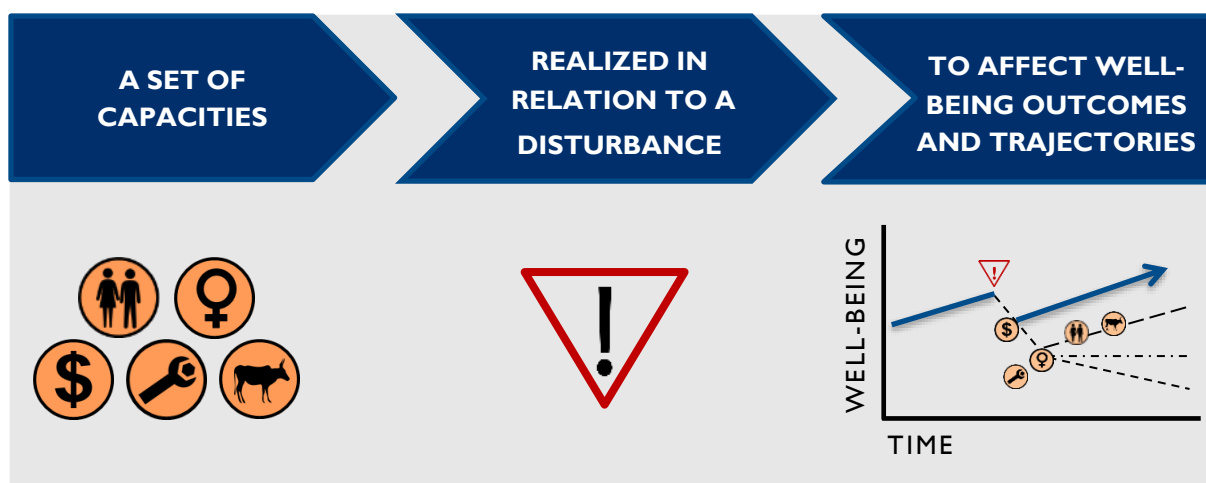 A SET OF
CAPACITIES
REALIZED IN
RELATION TO A
DISTURBANCE
TO AFFECT WELL-
BEING OUTCOMES
AND TRAJECTORIES
$
!
WELL-BEING
!
$
TIME